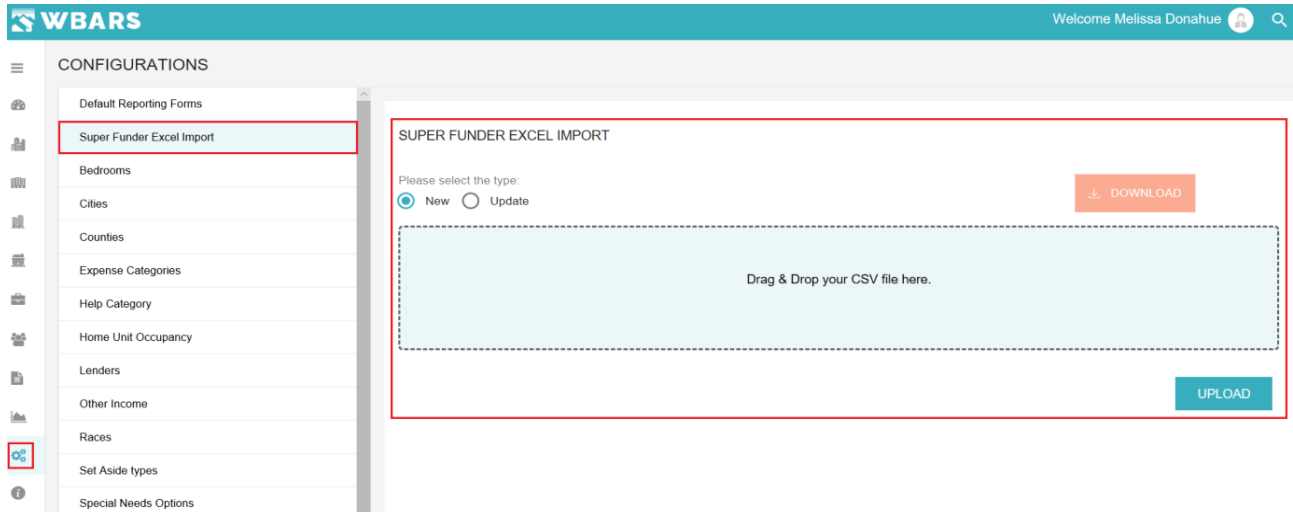 WBARS
Welcome Melissa Donahue
CONFIGURATIONS
Default Reporting Forms
Super Funder Excel Import
Bedrooms
Cities
Counties
Expense Categories
Help Category
Home Unit Occupancy
Lenders
Other Income
Races
Set Aside types
Special Needs Options
SUPER FUNDER EXCEL IMPORT
Please select the type:
New Update
DOWNLOAD
Drag & Drop your CSV file here.
UPLOAD